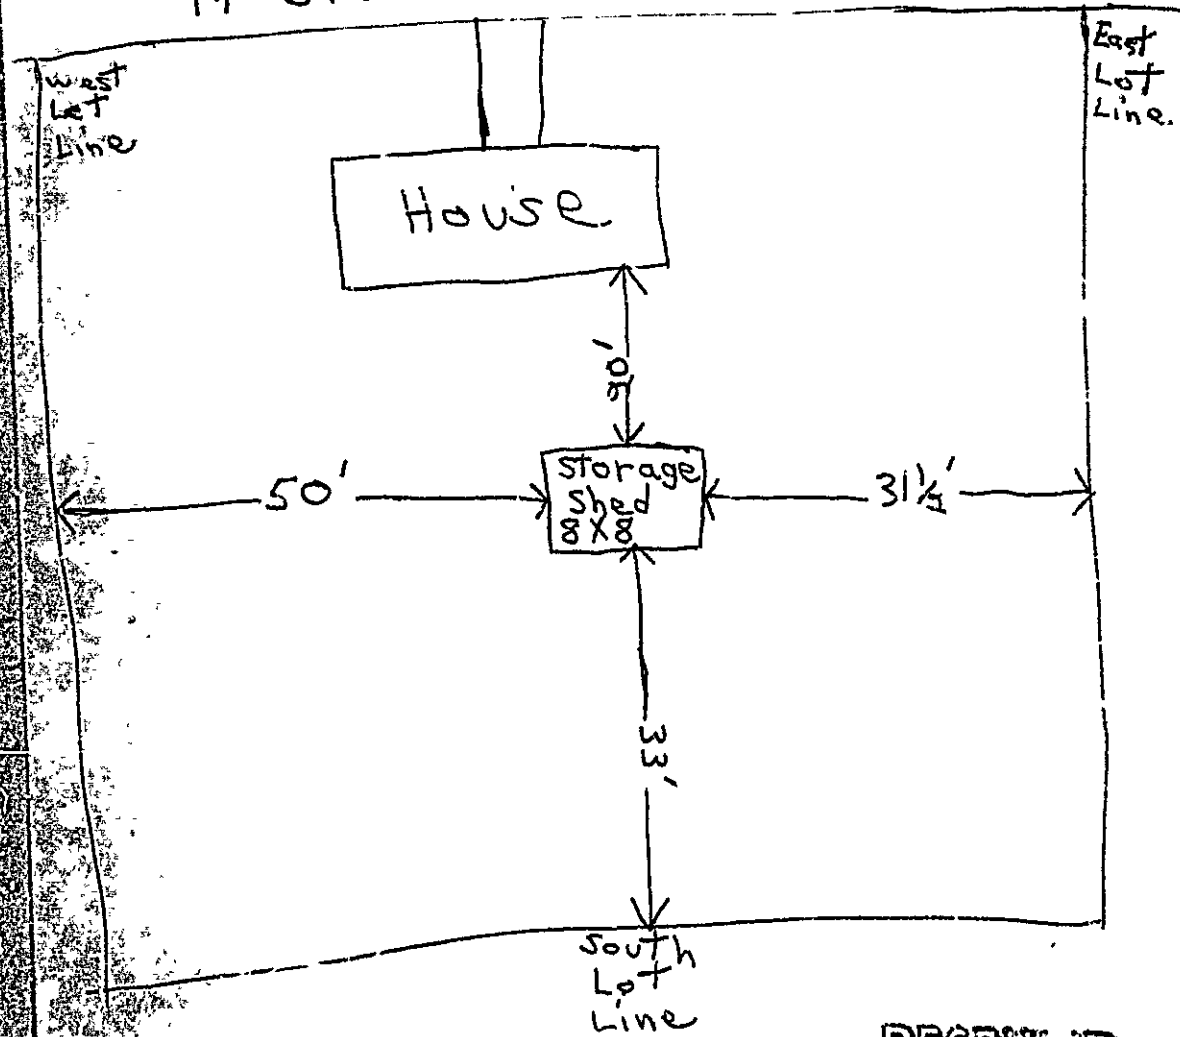 West
Lot
Line
East
Lot
Line.
House
20'
50'
Storage
Shed
8X8
31½'
33'
South
Lot
Line